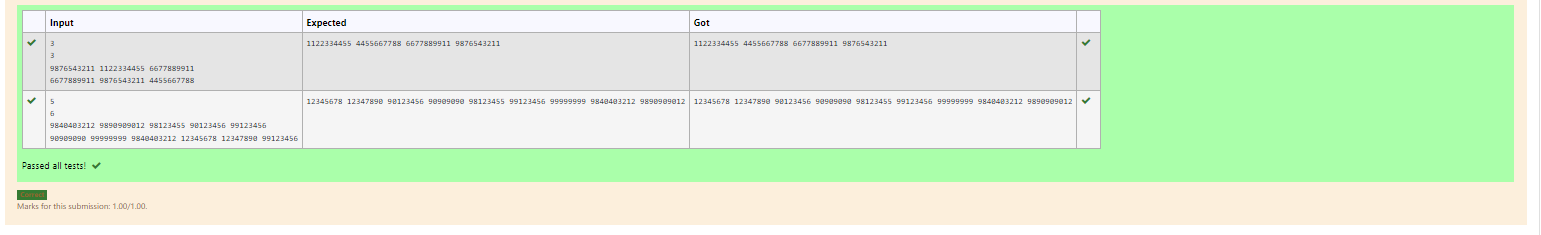 Input Expected Got
3 1122334455 4455667788 6677889911 9876543211 1122334455 4455667788 6677889911 9876543211
3
9876543211 1122334455 6677889911
6677889911 9876543211 4455667788
5 12345678 12347890 90123456 90909090 98123455 99123456 99999999 9840403212 9890909012 12345678 12347890 90123456 90909090 98123455 99123456 99999999 9840403212 9890909012
6
9840403212 9890909012 98123455 90123456 99123456
90909090 99999999 9840403212 12345678 12347890 99123456
Passed all tests!
Marks for this submission: 1.00/1.00.